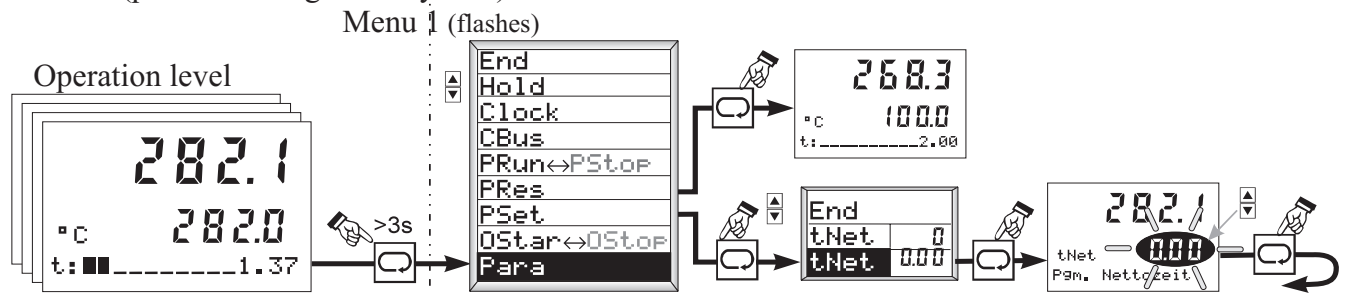 Menu 1 (flashes)
Operation level
282.1
°C 282.0
t: 1.37
>3s
End
Hold
Clock
CBus
PRun↔PStop
PRes
PSet
OStar↔OStop
Para
268.3
°C 100.0
t:__________2.00
End
tNet 0
tNet 0.00
282.1
tNet 0.00
Pgm. Nettozeit